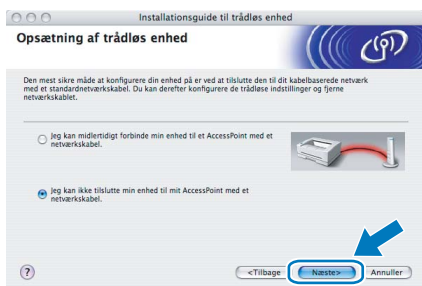 Installationsguide til trådløs enhed
Opsætning af trådløs enhed
Den mest sikre måde at konfigurere din enhed på er ved at tilslutte den til dit kabelbaserede netværk
med et standardnetværkskabel. Du kan derefter konfigurere de trådløse indstillinger og fjerne
netværkskablet.
Jeg kan midlertidigt forbinde min enhed til et AccessPoint med et
netværkskabel.
Jeg kan ikke tilslutte min enhed til mit AccessPoint med et
netværkskabel.
?
<Tilbage
Næste>
Annuller